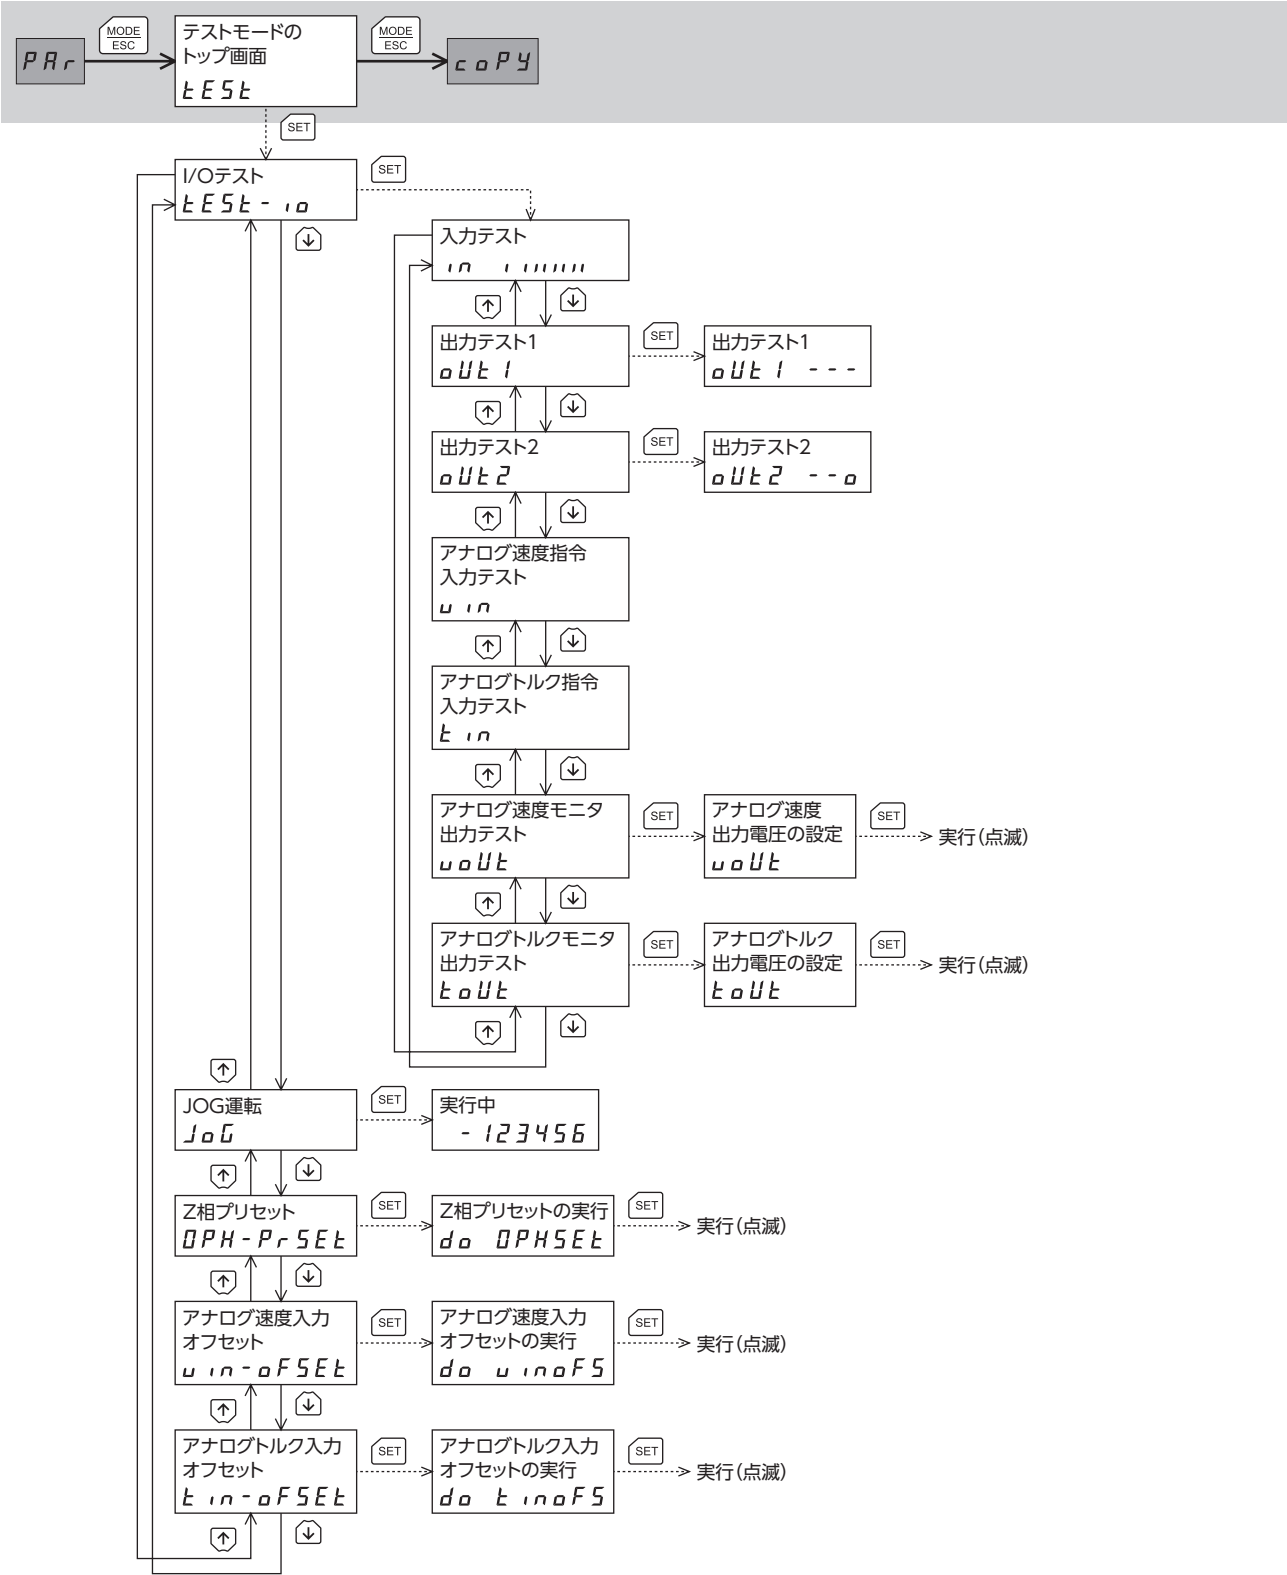 PAr
MODE
ESC
テストモードの
トップ画面
tESt
MODE
ESC
coPY
SET
I/Oテスト
tESt-io
SET
↓
入力テスト
in
↑
↓
出力テスト1
oUt1
SET
出力テスト1
oUt1 ---
↑
↓
出力テスト2
oUt2
SET
出力テスト2
oUt2 --o
↑
↓
アナログ速度指令
入力テスト
vin
↑
↓
アナログトルク指令
入力テスト
tin
↑
↓
アナログ速度モニタ
出力テスト
voUt
SET
アナログ速度
出力電圧の設定
voUt
SET
実行(点滅)
↑
↓
アナログトルクモニタ
出力テスト
toUt
SET
アナログトルク
出力電圧の設定
toUt
SET
実行(点滅)
↑
↓
↑
JOG運転
JoG
SET
実行中
-123456
↑
↓
Z相プリセット
0PH-PrSEt
SET
Z相プリセットの実行
do 0PHSEt
SET
実行(点滅)
↑
↓
アナログ速度入力
オフセット
vin-oFSEt
SET
アナログ速度入力
オフセットの実行
do vinoFS
SET
実行(点滅)
↑
↓
アナログトルク入力
オフセット
tin-oFSEt
SET
アナログトルク入力
オフセットの実行
do tinoFS
SET
実行(点滅)
↑
↓